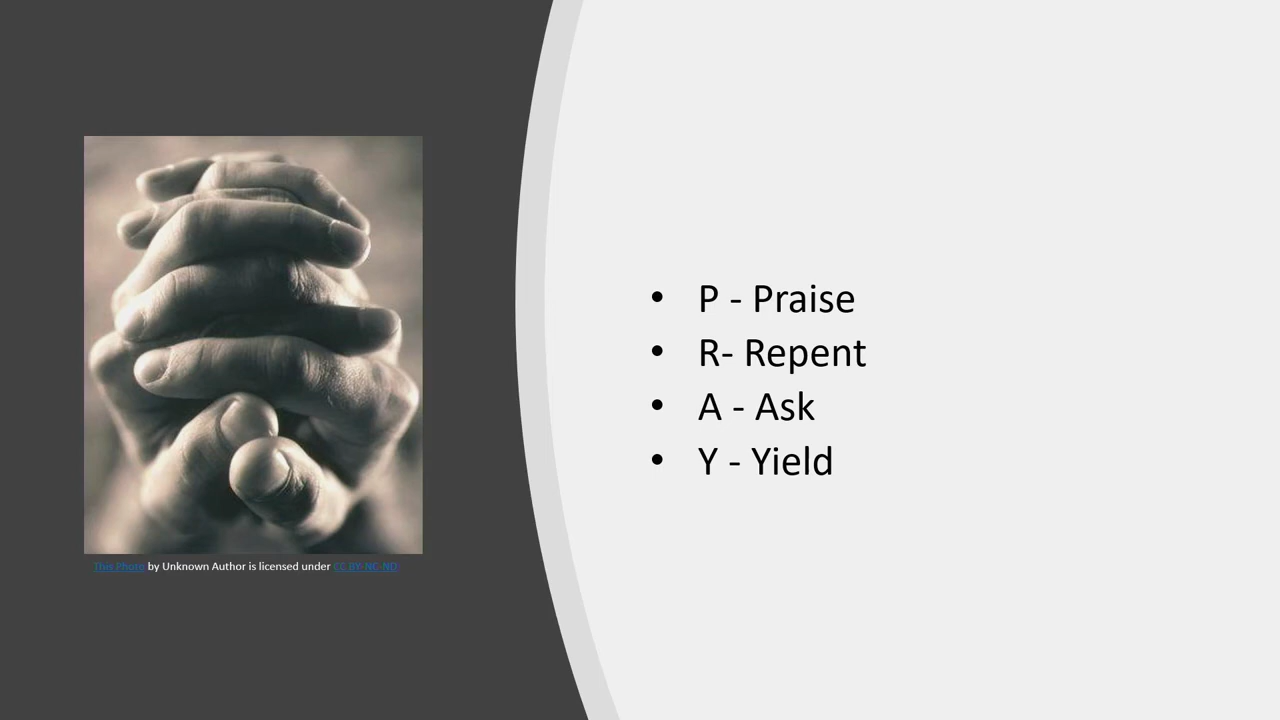 • P - Praise
• R- Repent
• A - Ask
• Y - Yield
This Photo by Unknown Author is licensed under CC BY-NC-ND